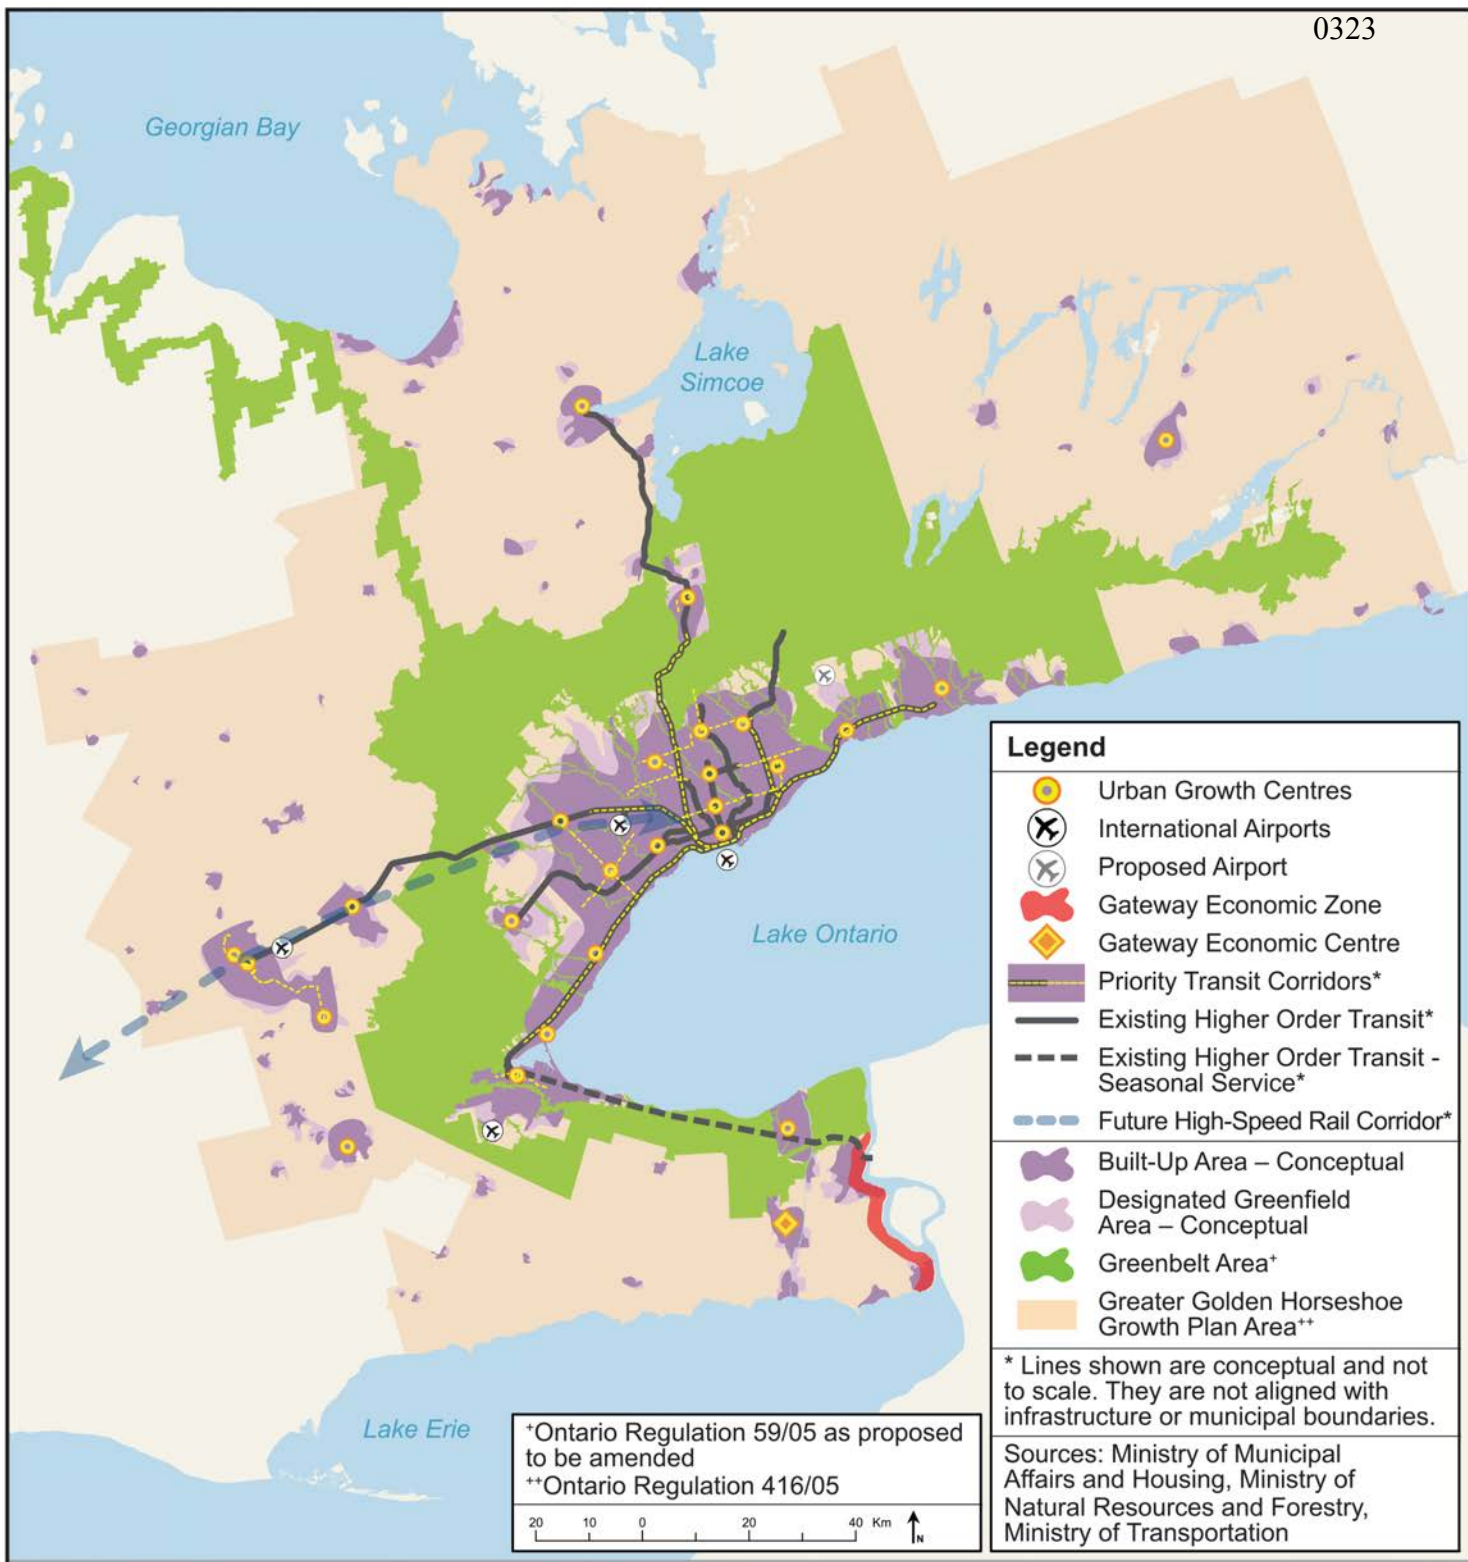 0323
Georgian Bay
Lake
Simcoe
Lake Ontario
Lake Erie
Legend
Urban Growth Centres
International Airports
Proposed Airport
Gateway Economic Zone
Gateway Economic Centre
Priority Transit Corridors*
Existing Higher Order Transit*
Existing Higher Order Transit -
Seasonal Service*
Future High-Speed Rail Corridor*
Built-Up Area – Conceptual
Designated Greenfield
Area – Conceptual
Greenbelt Area+
Greater Golden Horseshoe
Growth Plan Area++
* Lines shown are conceptual and not
to scale. They are not aligned with
infrastructure or municipal boundaries.
Sources: Ministry of Municipal
Affairs and Housing, Ministry of
Natural Resources and Forestry,
Ministry of Transportation
+Ontario Regulation 59/05 as proposed
to be amended
++Ontario Regulation 416/05
20 10 0 20 40 Km
N